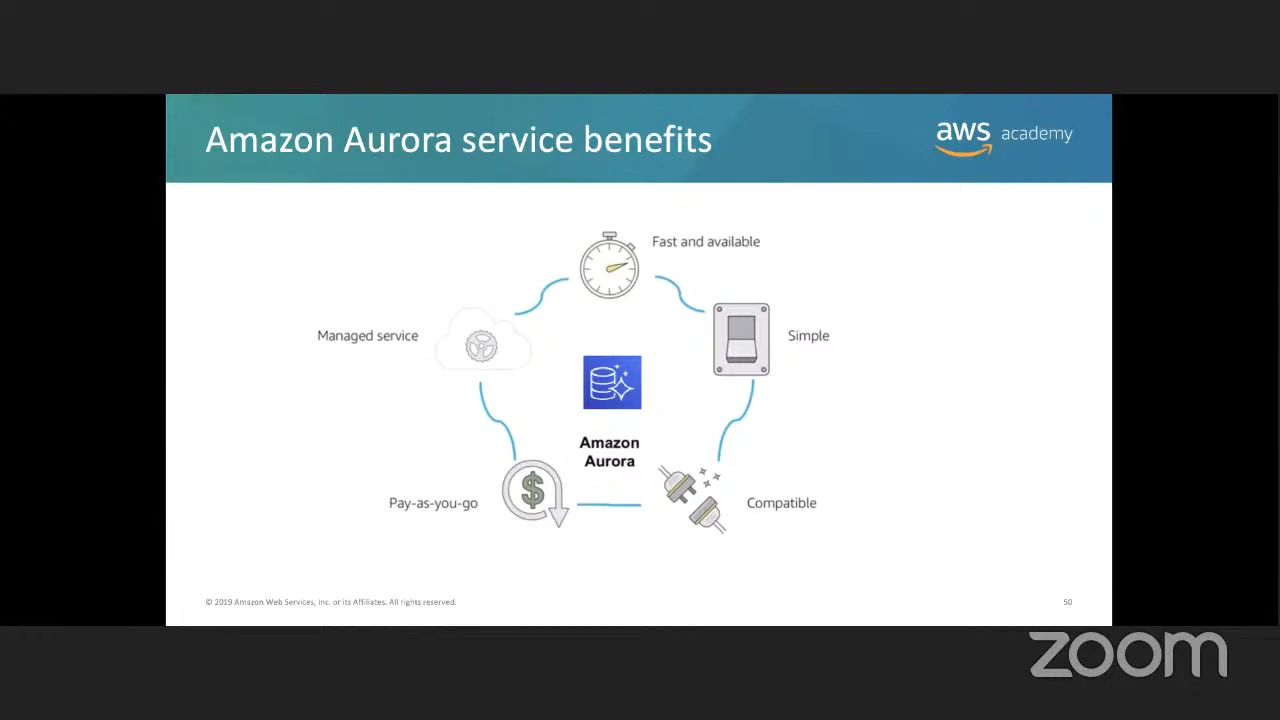 Amazon Aurora service benefits
aws academy
Fast and available
Managed service
Simple
Amazon
Aurora
Pay-as-you-go
$
Compatible
© 2019 Amazon Web Services, Inc. or its Affiliates. All rights reserved.
50
zoom